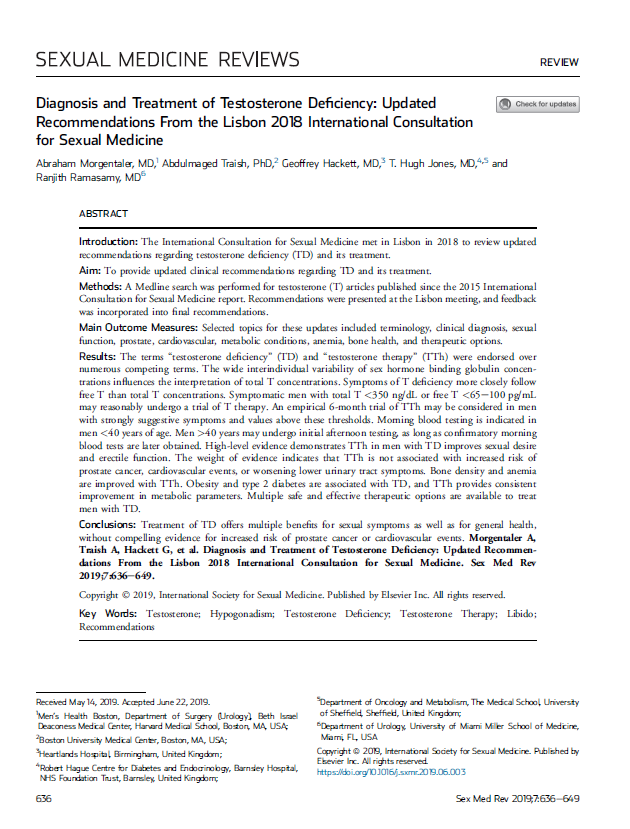 SEXUAL MEDICINE REVIEWS
REVIEW
Diagnosis and Treatment of Testosterone Deficiency: Updated
Recommendations From the Lisbon 2018 International Consultation
for Sexual Medicine
Check for updates
Abraham Morgentaler, MD,1 Abdulmaged Traish, PhD,2 Geoffrey Hackett, MD,3 T. Hugh Jones, MD,4,5 and
Ranjith Ramasamy, MD6
ABSTRACT
Introduction: The International Consultation for Sexual Medicine met in Lisbon in 2018 to review updated
recommendations regarding testosterone deficiency (TD) and its treatment.
Aim: To provide updated clinical recommendations regarding TD and its treatment.
Methods: A Medline search was performed for testosterone (T) articles published since the 2015 International
Consultation for Sexual Medicine report. Recommendations were presented at the Lisbon meeting, and feedback
was incorporated into final recommendations.
Main Outcome Measures: Selected topics for these updates included terminology, clinical diagnosis, sexual
function, prostate, cardiovascular, metabolic conditions, anemia, bone health, and therapeutic options.
Results: The terms “testosterone deficiency” (TD) and “testosterone therapy” (TTh) were endorsed over
numerous competing terms. The wide interindividual variability of sex hormone binding globulin concen-
trations influences the interpretation of total T concentrations. Symptoms of T deficiency more closely follow
free T than total T concentrations. Symptomatic men with total T <350 ng/dL or free T <65–100 pg/mL
may reasonably undergo a trial of T therapy. An empirical 6-month trial of TTh may be considered in men
with strongly suggestive symptoms and values above these thresholds. Morning blood testing is indicated in
men <40 years of age. Men >40 years may undergo initial afternoon testing, as long as confirmatory morning
blood tests are later obtained. High-level evidence demonstrates TTh in men with TD improves sexual desire
and erectile function. The weight of evidence indicates that TTh is not associated with increased risk of
prostate cancer, cardiovascular events, or worsening lower urinary tract symptoms. Bone density and anemia
are improved with TTh. Obesity and type 2 diabetes are associated with TD, and TTh provides consistent
improvement in metabolic parameters. Multiple safe and effective therapeutic options are available to treat
men with TD.
Conclusions: Treatment of TD offers multiple benefits for sexual symptoms as well as for general health,
without compelling evidence for increased risk of prostate cancer or cardiovascular events. Morgentaler A,
Traish A, Hackett G, et al. Diagnosis and Treatment of Testosterone Deficiency: Updated Recommen-
dations From the Lisbon 2018 International Consultation for Sexual Medicine. Sex Med Rev
2019;7:636–649.
Copyright © 2019, International Society for Sexual Medicine. Published by Elsevier Inc. All rights reserved.
Key Words: Testosterone; Hypogonadism; Testosterone Deficiency; Testosterone Therapy; Libido;
Recommendations
Received May 14, 2019. Accepted June 22, 2019.
1Men's Health Boston, Department of Surgery (Urology), Beth Israel
Deaconess Medical Center, Harvard Medical School, Boston, MA, USA;
2Boston University Medical Center, Boston, MA, USA;
3Heartlands Hospital, Birmingham, United Kingdom;
4Robert Hague Centre for Diabetes and Endocrinology, Barnsley Hospital,
NHS Foundation Trust, Barnsley, United Kingdom;
5Department of Oncology and Metabolism, The Medical School, University
of Sheffield, Sheffield, United Kingdom;
6Department of Urology, University of Miami Miller School of Medicine,
Miami, FL, USA
Copyright © 2019, International Society for Sexual Medicine. Published by
Elsevier Inc. All rights reserved.
https://doi.org/10.1016/j.sxmr.2019.06.003
636
Sex Med Rev 2019;7:636–649